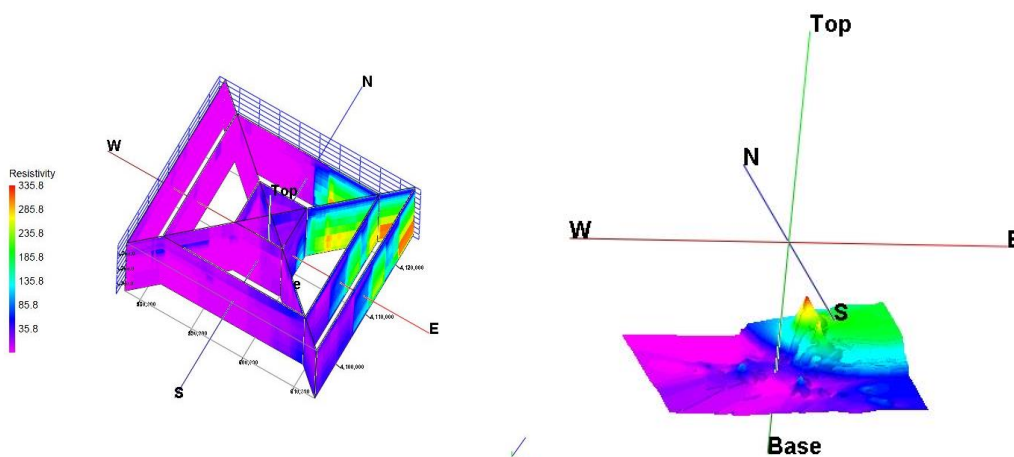 N
W
Top
e
E
S
Resistivity
335.8
285.8
235.8
185.8
135.8
85.8
35.8
4,120,000
4,110,000
4,100,000
Top
N
W
E
S
Base